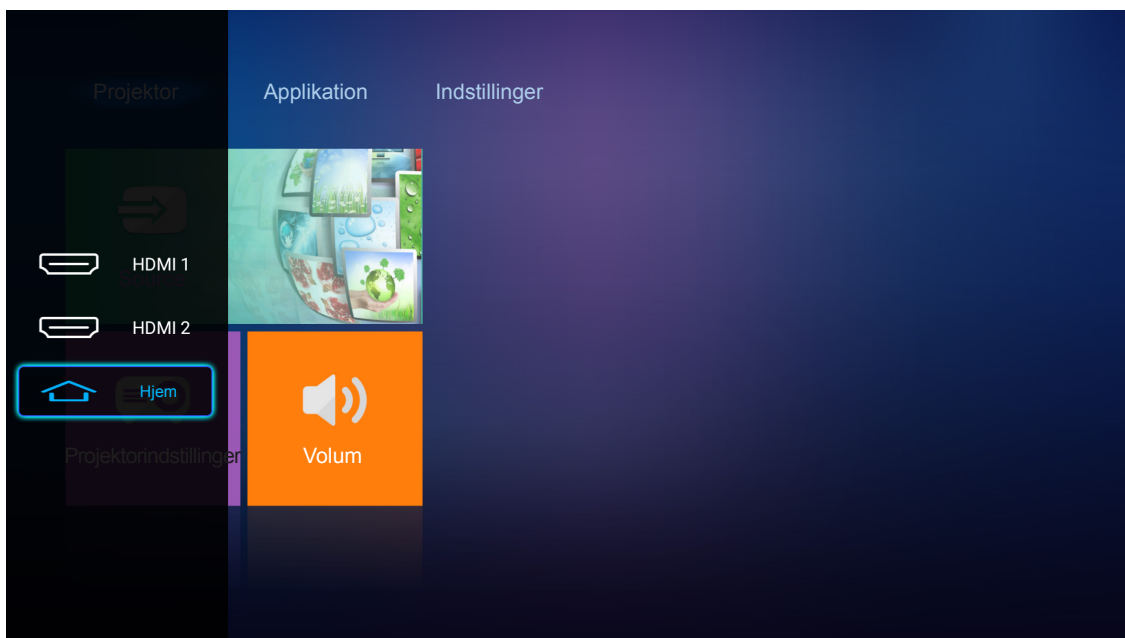 Projektor
Applikation
Indstillinger
HDMI 1
HDMI 2
Hjem
Projektorindstillinger
Volum